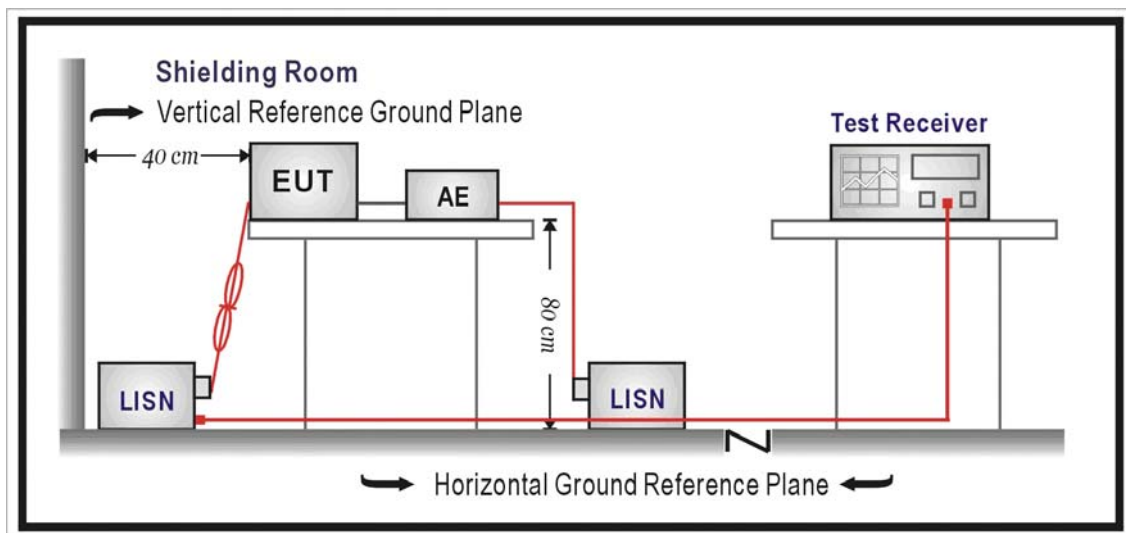 Shielding Room
Vertical Reference Ground Plane
Test Receiver
40 cm
EUT
AE
80 cm
LISN
LISN
Horizontal Ground Reference Plane